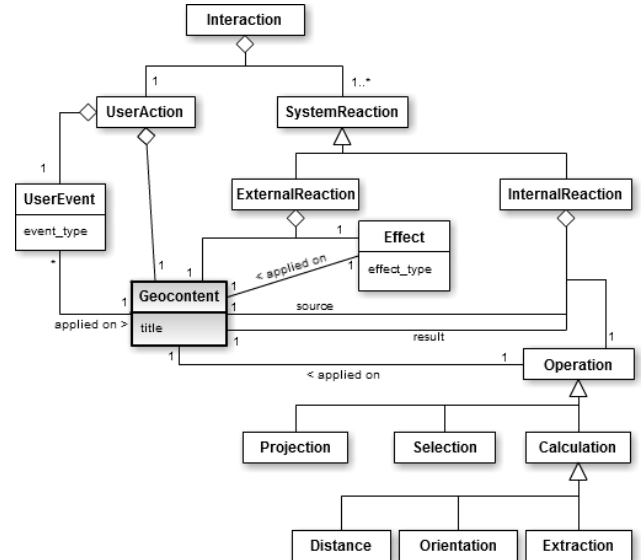 Interaction
1
1..*
UserAction
SystemReaction
1
ExternalReaction
InternalReaction
UserEvent
event_type
1
Effect
effect_type
*
1
1
1
< applied on
1
Geocontent
title
1
source
applied on >
1
1
result
1
1
< applied on
1
Operation
Projection
Selection
Calculation
Distance
Orientation
Extraction